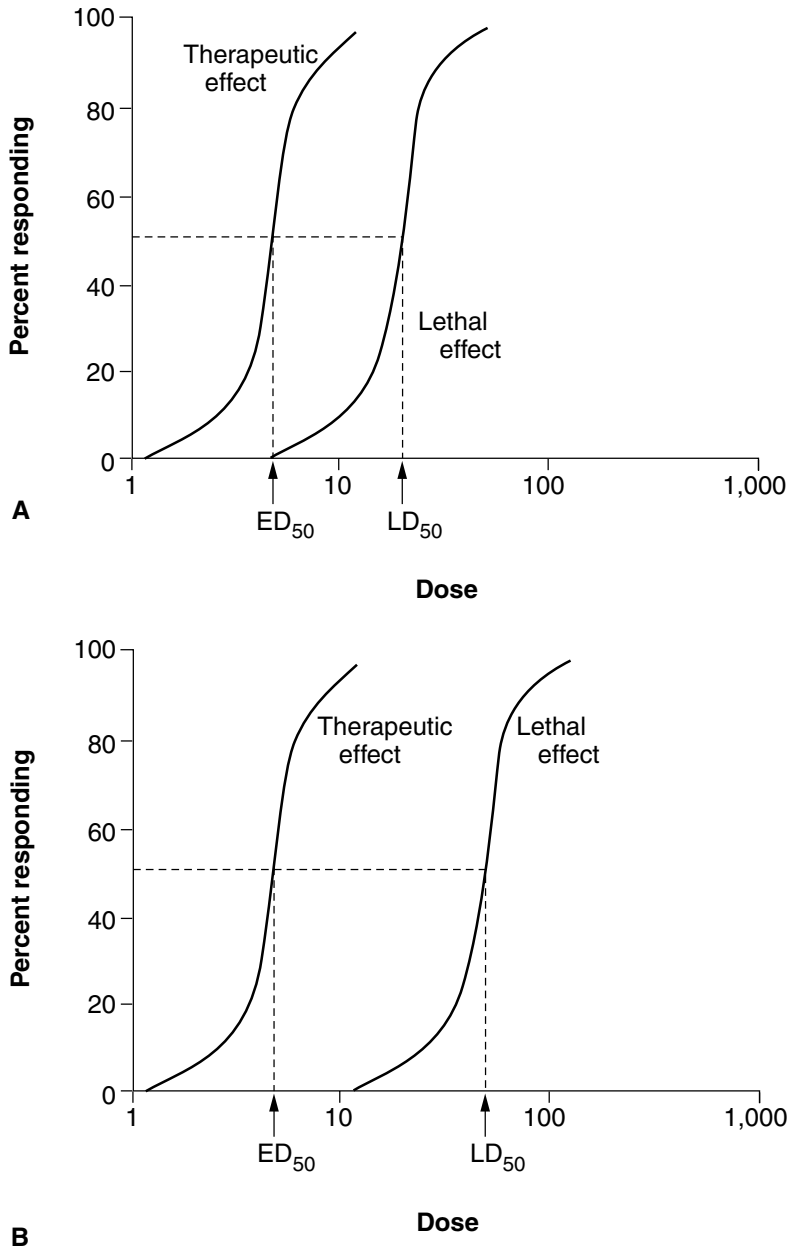 100
80
60
40
20
0
Percent responding
Therapeutic
effect
Lethal
effect
1
10
100
1,000
ED50
LD50
A
Dose
100
80
60
40
20
0
Percent responding
Therapeutic
effect
Lethal
effect
1
10
100
1,000
ED50
LD50
Dose
B